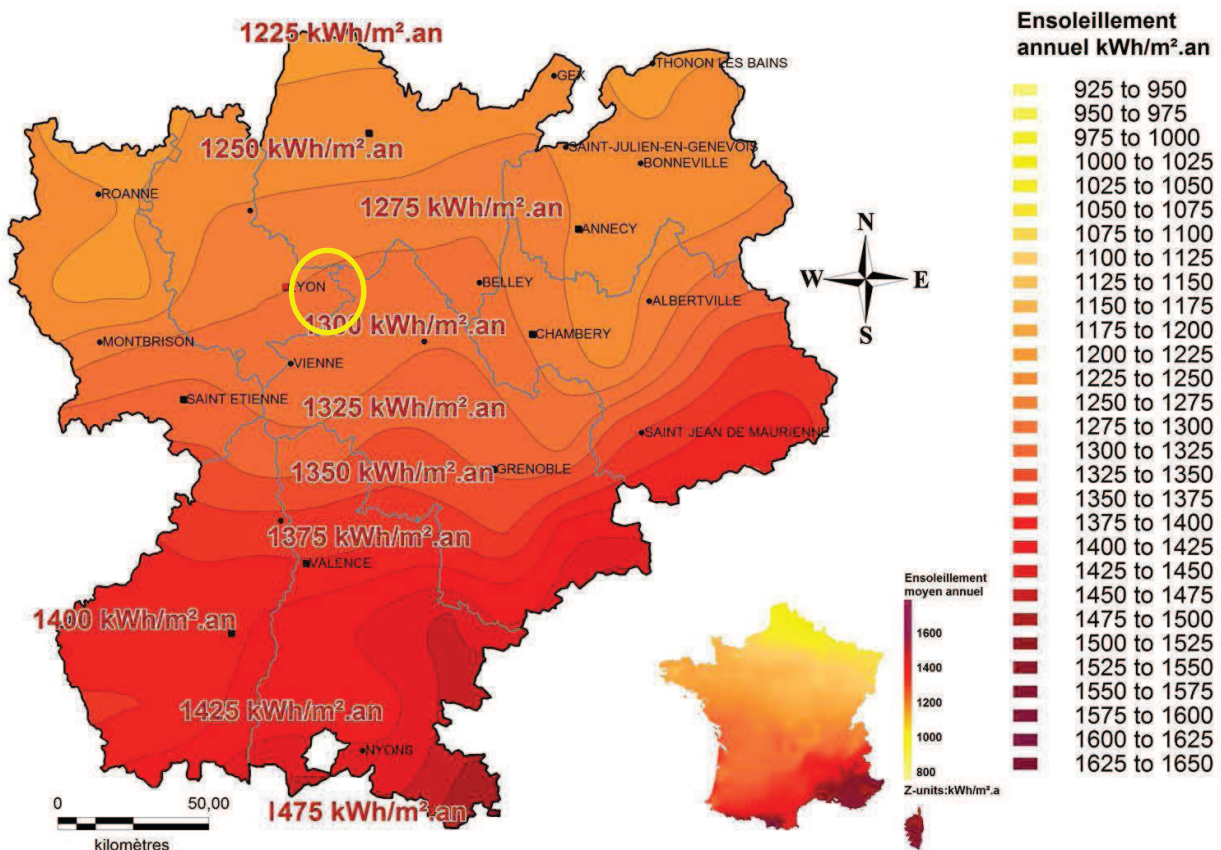 1225 kWh/m².an
GEX
THONON LES BAINS
1250 kWh/m².an
SAINT-JULIEN-EN-GENEVOIS
BONNEVILLE
ROANNE
1275 kWh/m².an
ANNECY
LYON
BELLEY
ALBERTVILLE
1300 kWh/m².an
CHAMBERY
MONTBRISON
VIENNE
SAINT ETIENNE
1325 kWh/m².an
SAINT JEAN DE MAURIENNE
1350 kWh/m².an
GRENOBLE
1375 kWh/m².an
VALENCE
1400 kWh/m².an
1425 kWh/m².an
NYONS
1475 kWh/m².an
0 50,00
kilomètres
N
W E
S
Ensoleillement
moyen annuel
1600
1400
1200
1000
800
Z-units:kWh/m².a
Ensoleillement
annuel kWh/m².an
925 to 950
950 to 975
975 to 1000
1000 to 1025
1025 to 1050
1050 to 1075
1075 to 1100
1100 to 1125
1125 to 1150
1150 to 1175
1175 to 1200
1200 to 1225
1225 to 1250
1250 to 1275
1275 to 1300
1300 to 1325
1325 to 1350
1350 to 1375
1375 to 1400
1400 to 1425
1425 to 1450
1450 to 1475
1475 to 1500
1500 to 1525
1525 to 1550
1550 to 1575
1575 to 1600
1600 to 1625
1625 to 1650